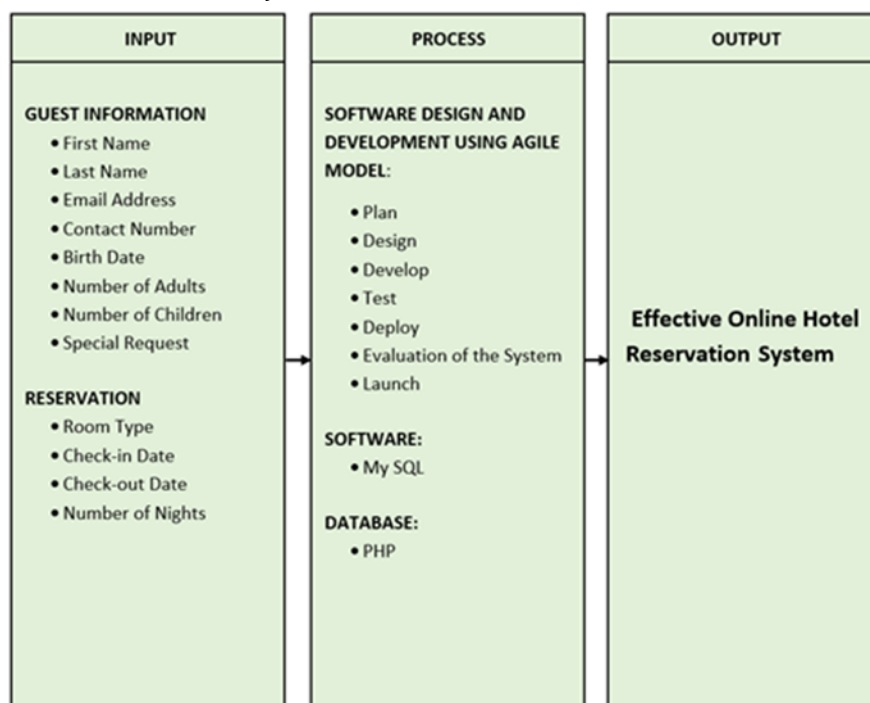 INPUT
GUEST INFORMATION
• First Name
• Last Name
• Email Address
• Contact Number
• Birth Date
• Number of Adults
• Number of Children
• Special Request
RESERVATION
• Room Type
• Check-in Date
• Check-out Date
• Number of Nights
PROCESS
SOFTWARE DESIGN AND
DEVELOPMENT USING AGILE
MODEL:
• Plan
• Design
• Develop
• Test
• Deploy
• Evaluation of the System
• Launch
SOFTWARE:
• My SQL
DATABASE:
• PHP
OUTPUT
Effective Online Hotel
Reservation System